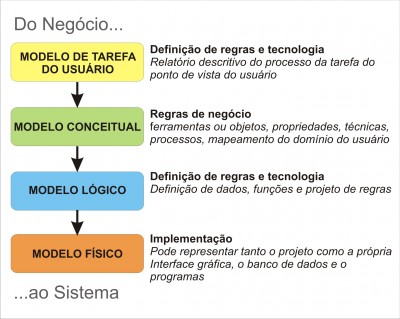 Do Negócio...
MODELO DE TAREFA
DO USUÁRIO
Definição de regras e tecnologia
Relatório descritivo do processo da tarefa do
ponto de vista do usuário
MODELO CONCEITUAL
Regras de negócio
ferramentas ou objetos, propriedades, técnicas,
processos, mapeamento do domínio do usuário
MODELO LÓGICO
Definição de regras e tecnologia
Definição de dados, funções e projeto de regras
MODELO FÍSICO
Implementação
Pode representar tanto o projeto como a própria
Interface gráfica, o banco de dados e o
programas
...ao Sistema